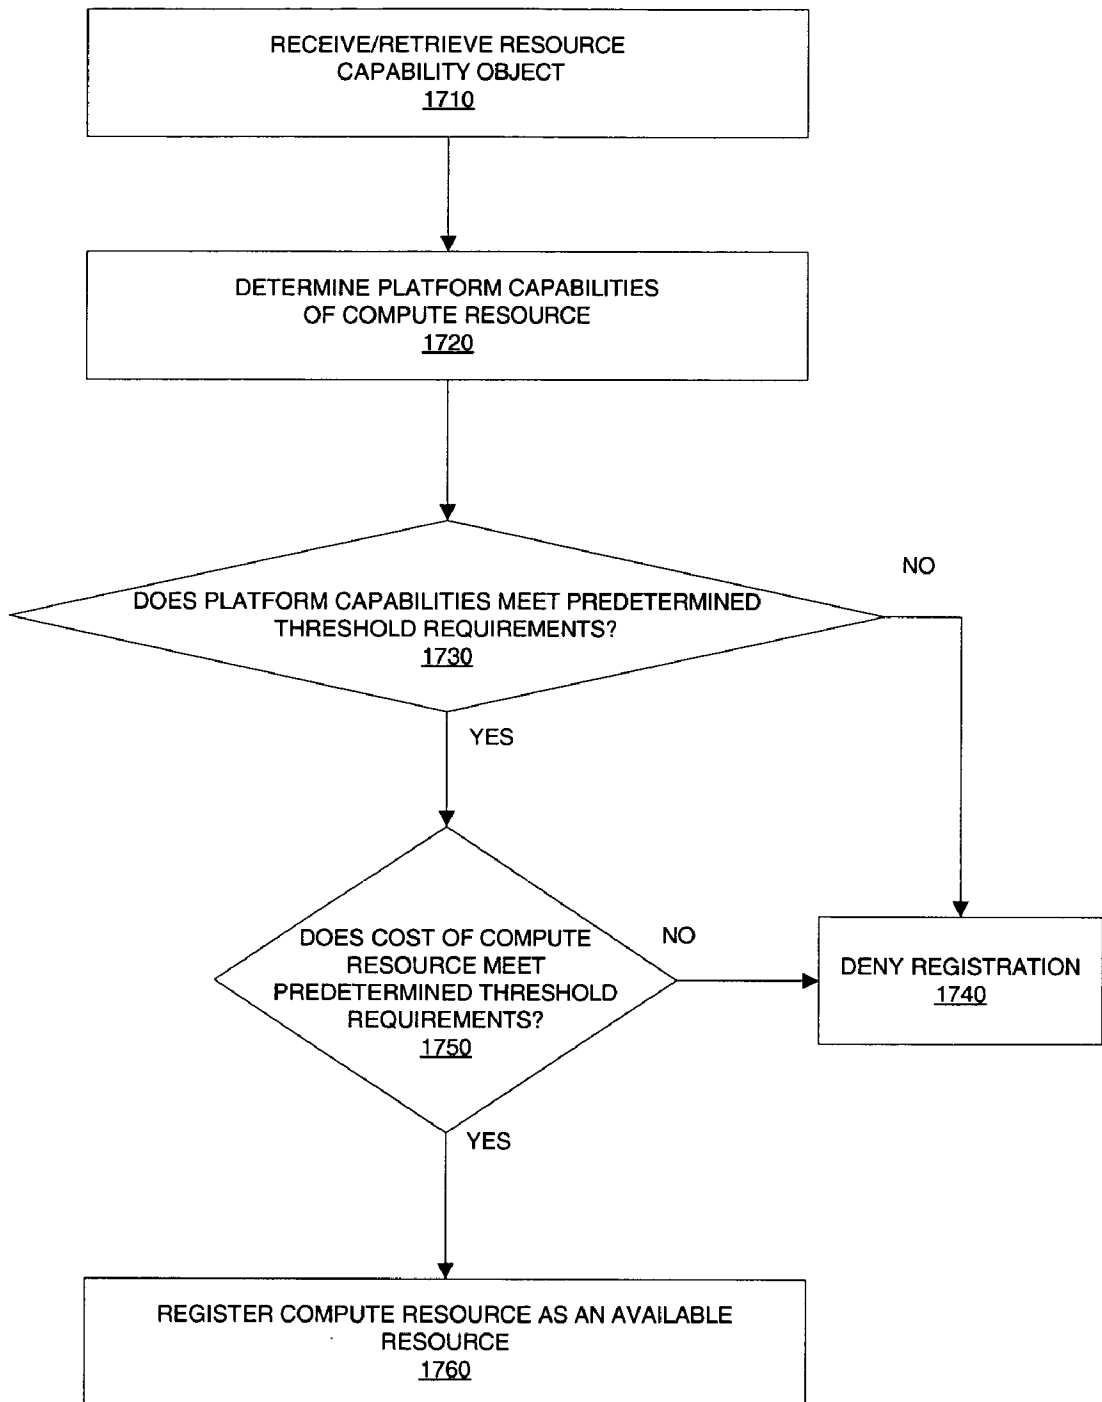 RECEIVE/RETRIEVE RESOURCE
CAPABILITY OBJECT
1710
DETERMINE PLATFORM CAPABILITIES
OF COMPUTE RESOURCE
1720
NO
DOES PLATFORM CAPABILITIES MEET PREDETERMINED
THRESHOLD REQUIREMENTS?
1730
YES
DOES COST OF COMPUTE
RESOURCE MEET
PREDETERMINED THRESHOLD
REQUIREMENTS?
1750
NO
DENY REGISTRATION
1740
YES
REGISTER COMPUTE RESOURCE AS AN AVAILABLE
RESOURCE
1760